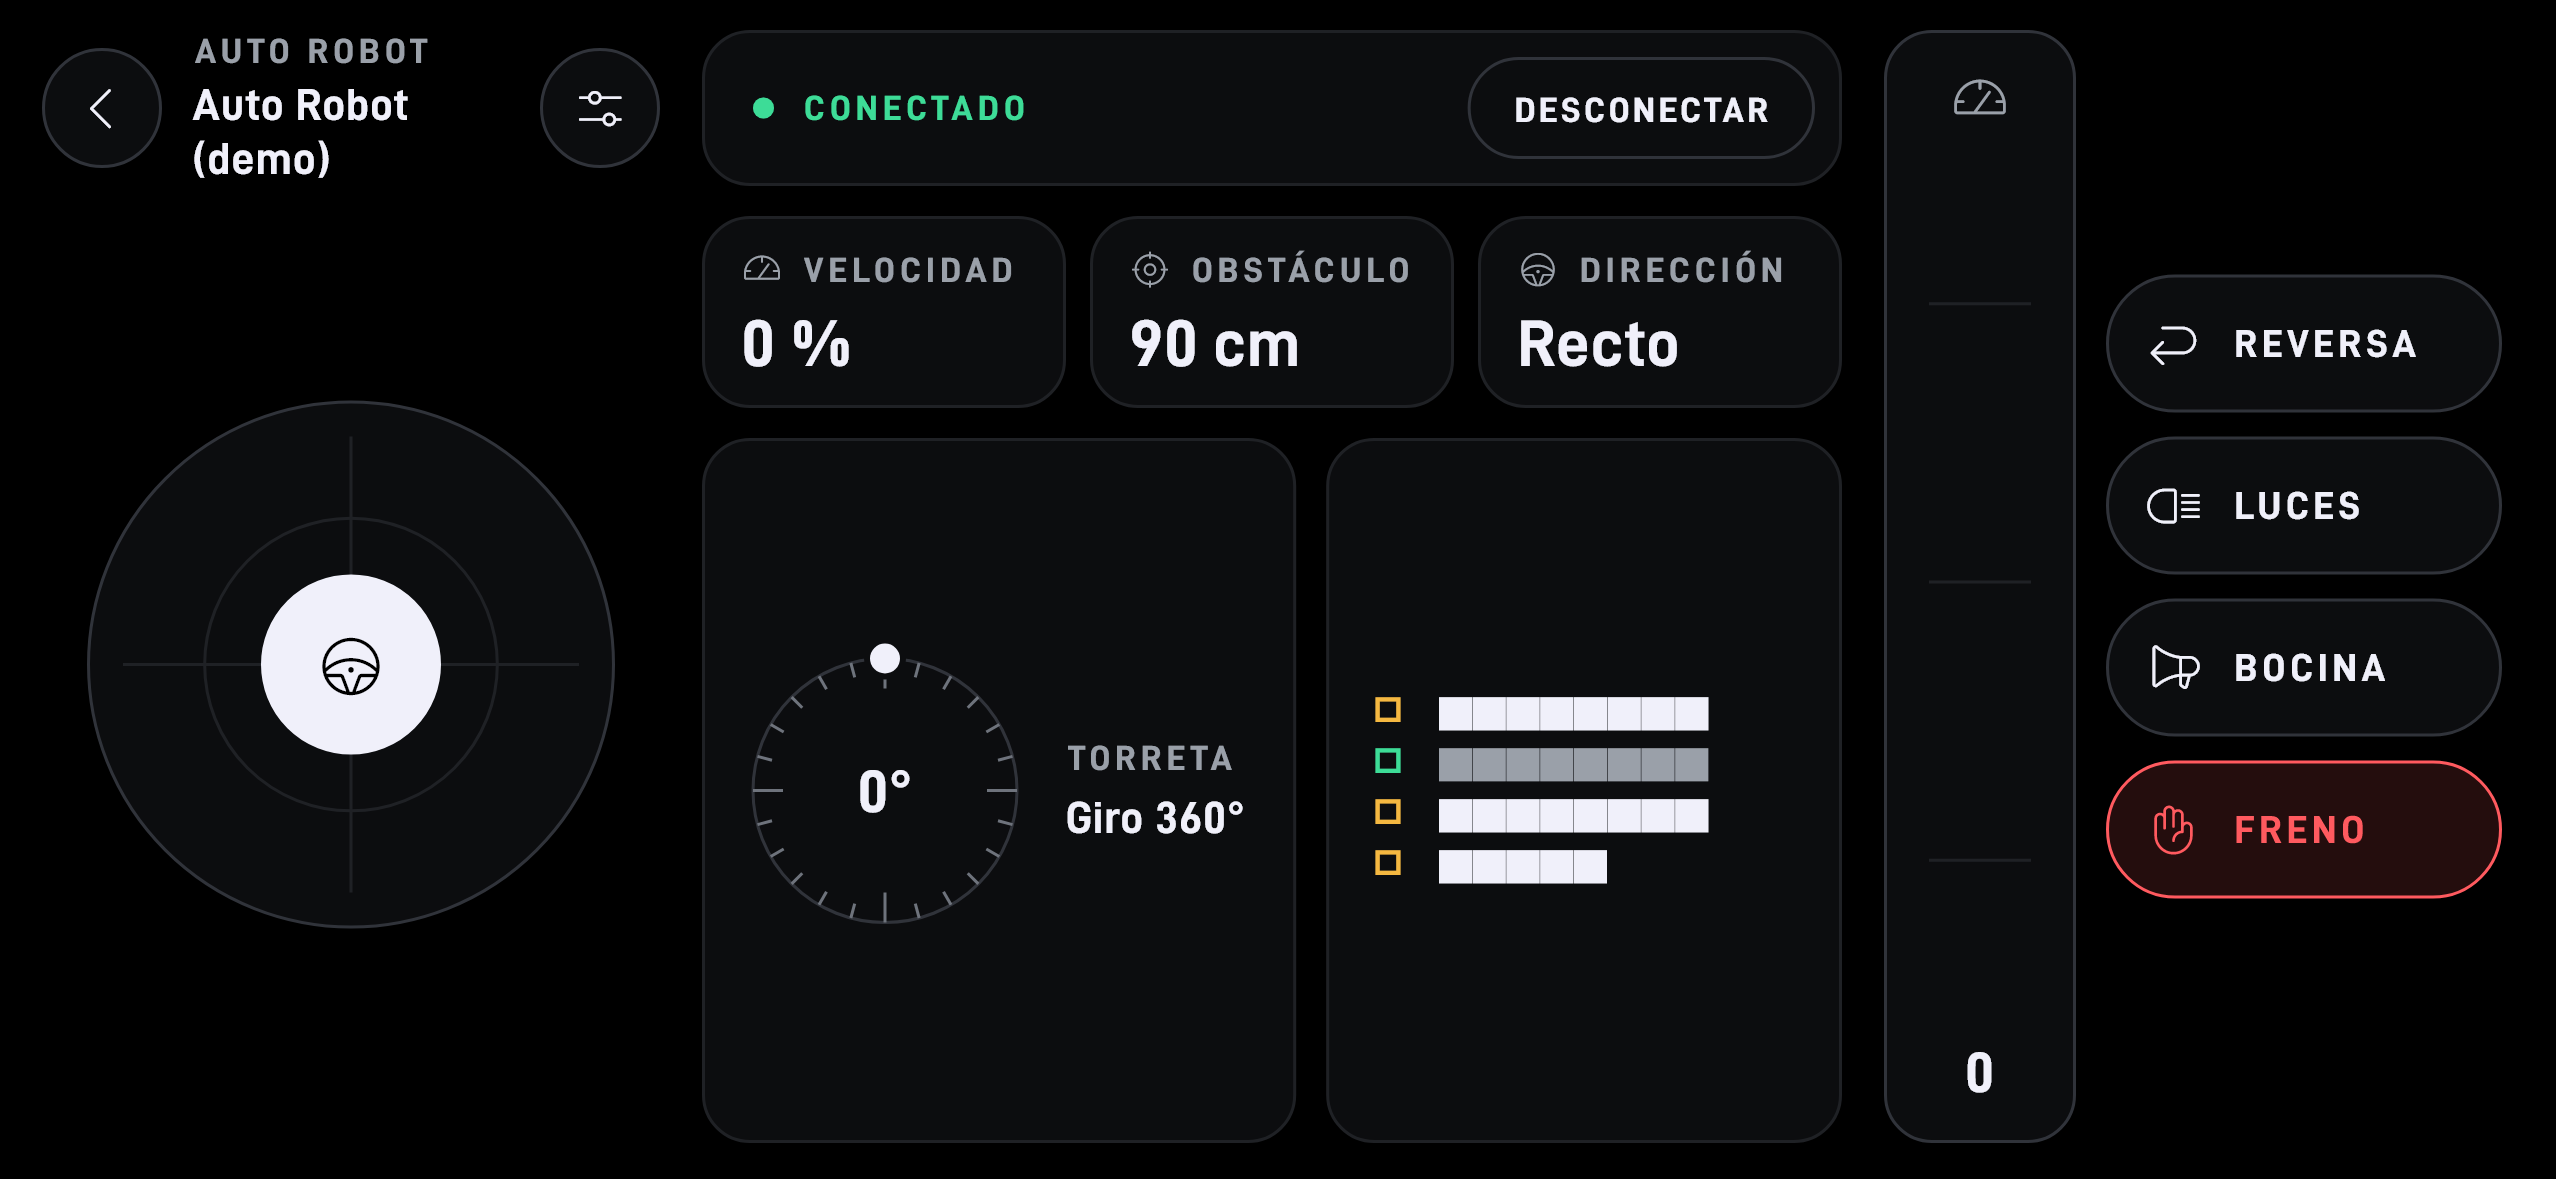 AUTO ROBOT
Auto Robot
(demo)
CONECTADO
DESCONECTAR
VELOCIDAD
0 %
OBSTÁCULO
90 cm
DIRECCIÓN
Recto
0°
TORRETA
Giro 360°
0
REVERSA
LUCES
BOCINA
FRENO